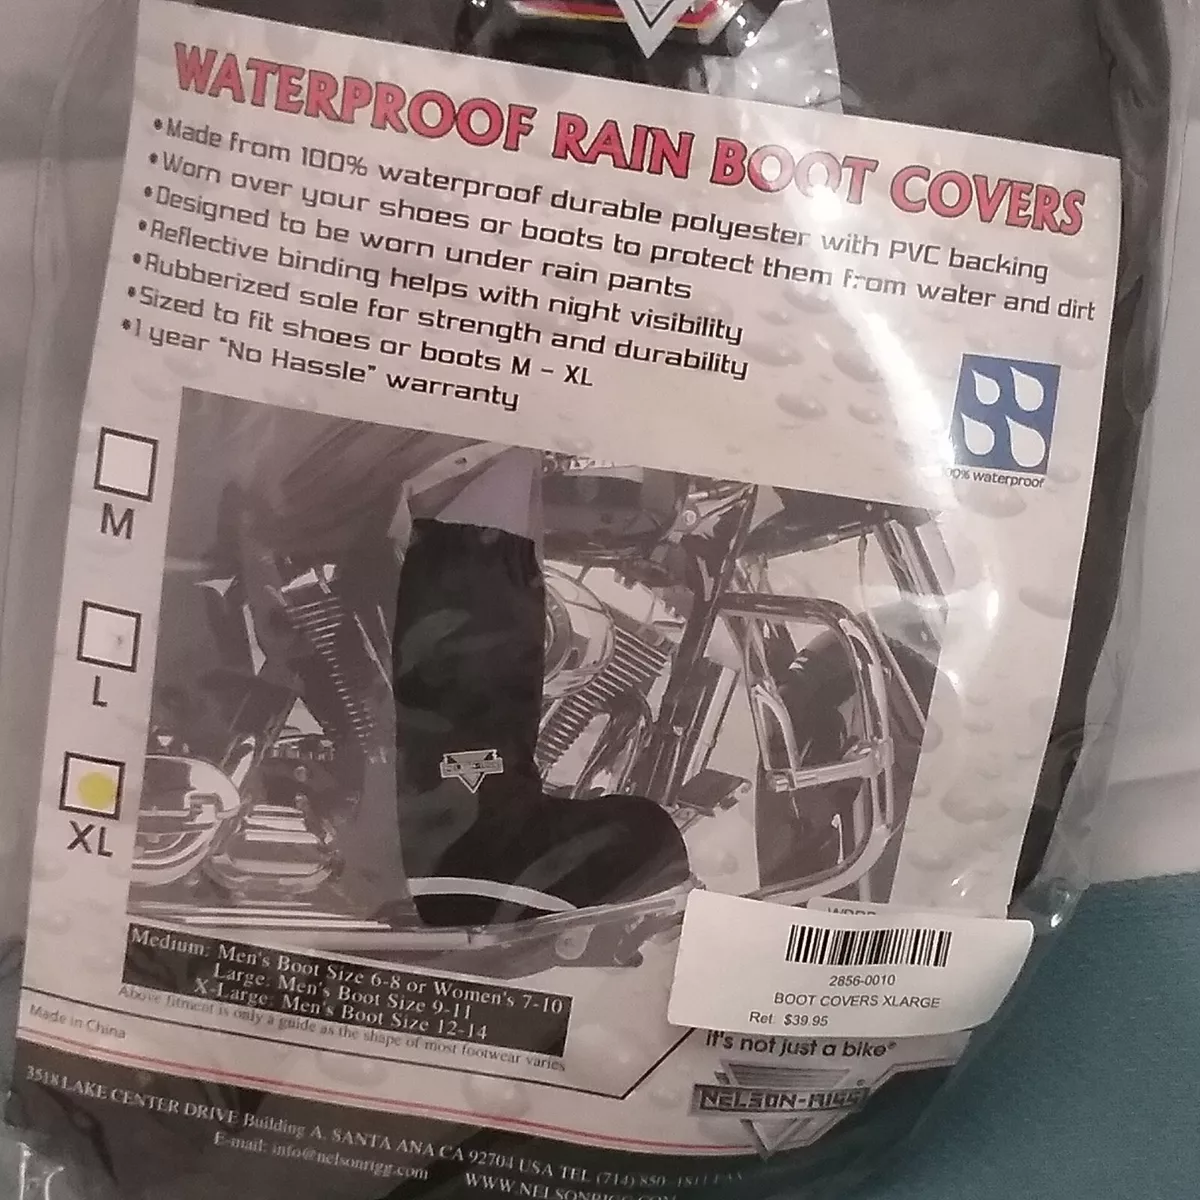 WATERPROOF RAIN BOOT COVERS
•Made from 100% waterproof durable polyester with PVC backing
•Worn over your shoes or boots to protect them from water and dirt
•Designed to be worn under rain pants
•Reflective binding helps with night visibility
•Rubberized sole for strength and durability
•Sized to fit shoes or boots M - XL
•1 year "No Hassle" warranty
100% waterproof
M
L
XL
NELSON-RIGG
Medium: Men's Boot Size 6-8 or Women's 7-10
Large: Men's Boot Size 9-11
X-Large: Men's Boot Size 12-14
Above fitment is only a guide as the shape of most footwear varies
2856-0010
BOOT COVERS XLARGE
Ret: $39.95
Made in China
It's not just a bike®
NELSON-RIGG®
3518 LAKE CENTER DRIVE Building A, SANTA ANA CA 92704 USA TEL (714) 850
E-mail: info@nelsonrigg.com WWW.NELSONRIGG.COM